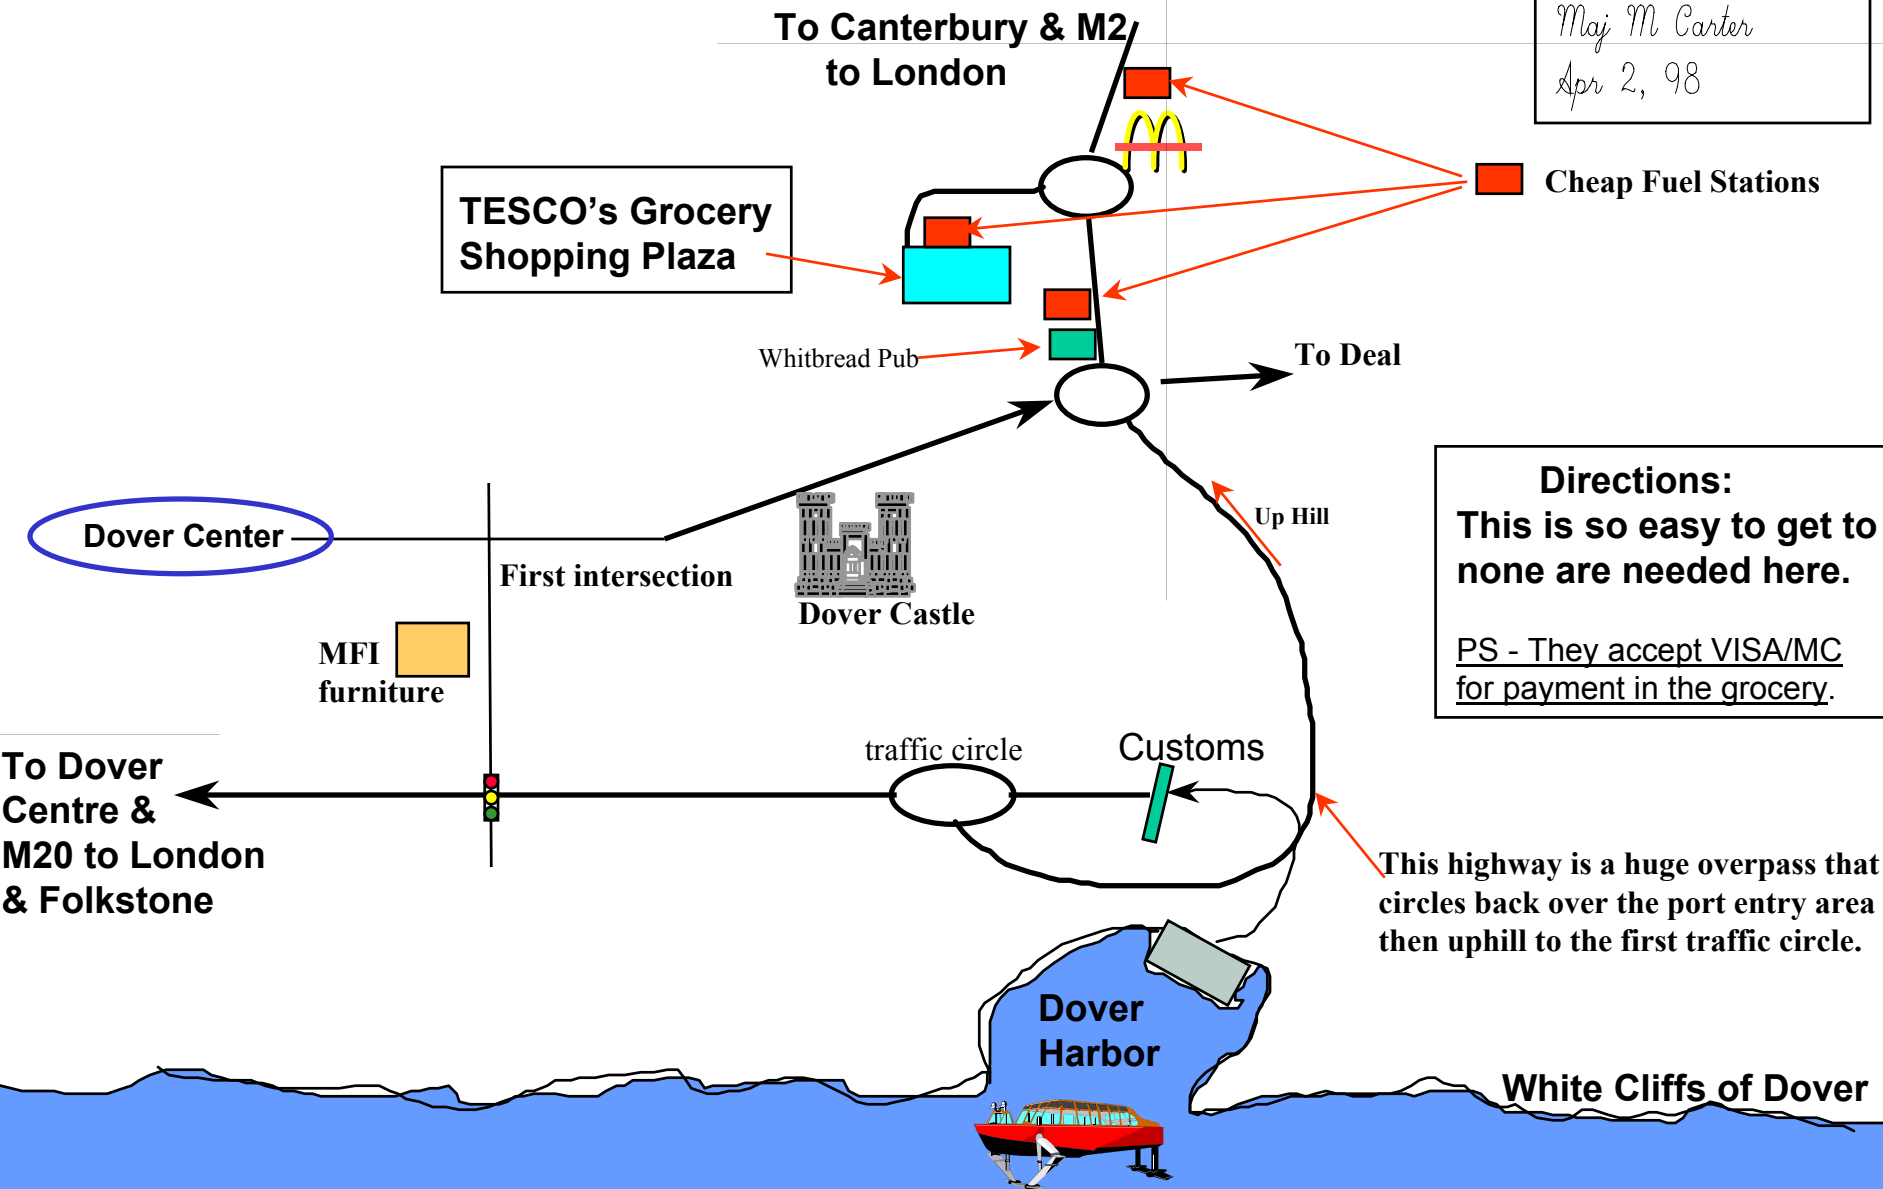 To Canterbury & M2
to London
Maj M Carter
Apr 2, 98
Cheap Fuel Stations
TESCO's Grocery
Shopping Plaza
Whitbread Pub
To Deal
Directions:
This is so easy to get to
none are needed here.
PS - They accept VISA/MC
for payment in the grocery.
Up Hill
Dover Center
First intersection
Dover Castle
MFI
furniture
traffic circle
Customs
To Dover
Centre &
M20 to London
& Folkstone
This highway is a huge overpass that
circles back over the port entry area
then uphill to the first traffic circle.
Dover
Harbor
White Cliffs of Dover